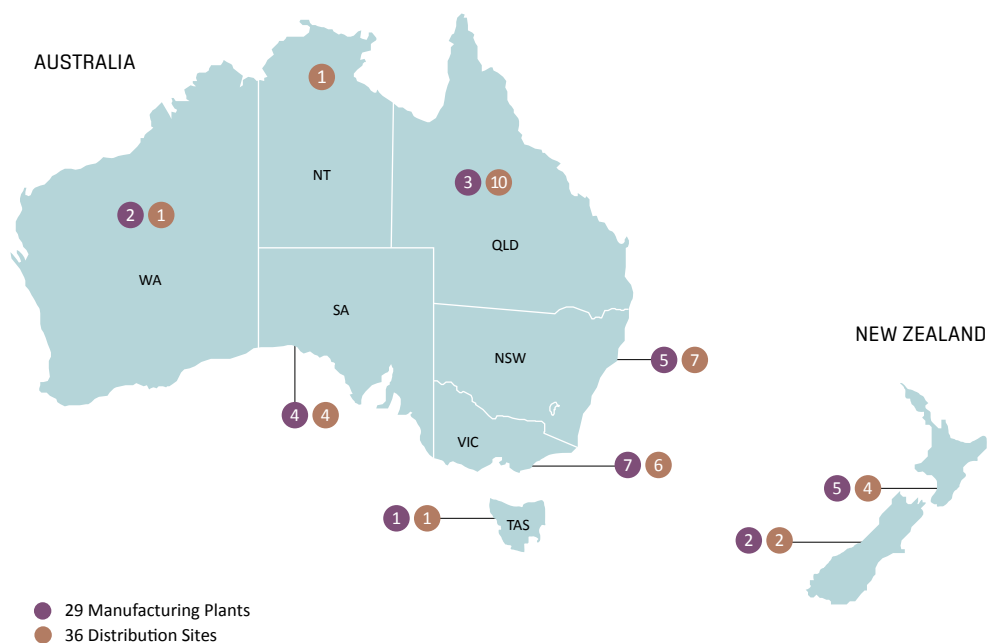 AUSTRALIA
1
NT
3 10
2 1
QLD
WA
SA
NEW ZEALAND
NSW
5 7
4 4
VIC
7 6
5 4
1 1
TAS
2 2
29 Manufacturing Plants
36 Distribution Sites